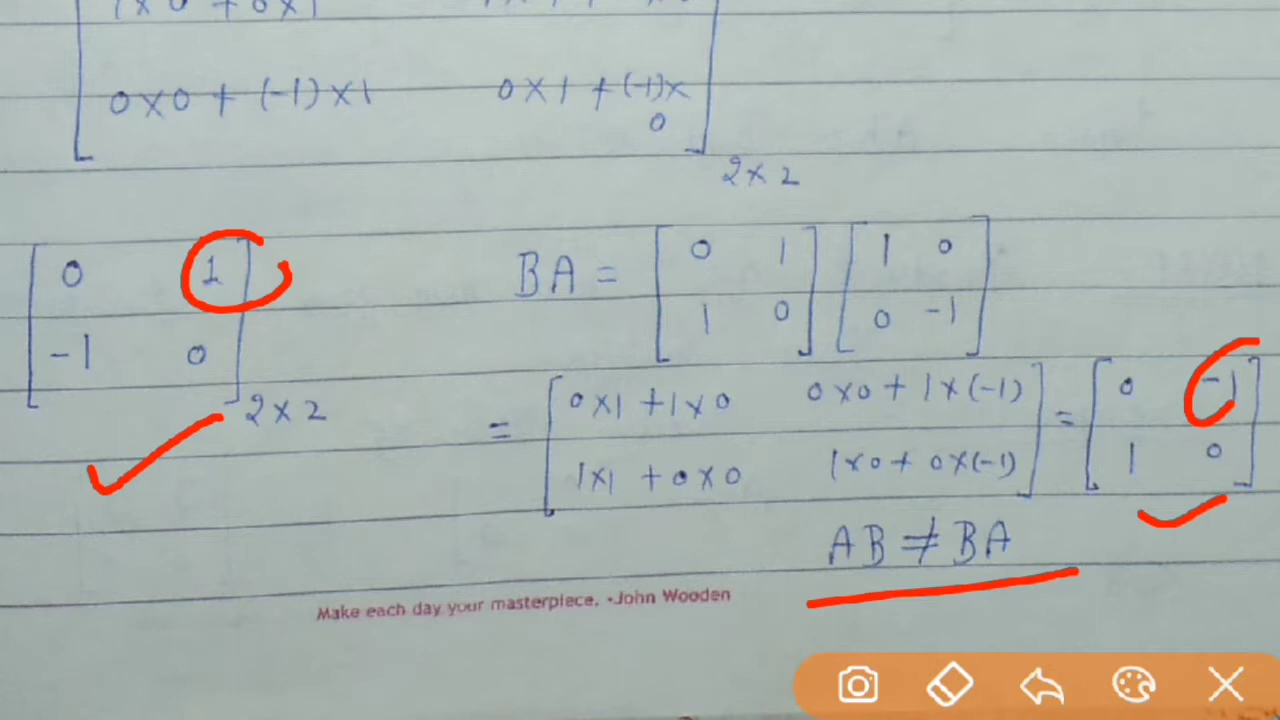 0×0 + (-1)×1 0×1 + (-1)×
0
2×2
0 1
-1 0
2×2
BA = [0 1 1 0] [1 0 0 -1]
= [0×1 + 1×0 0×0 + 1×(-1)
1×1 + 0×0 1×0 + 0×(-1)] = [0 -1 1 0]
AB ≠ BA
Make each day your masterpiece. -John Wooden